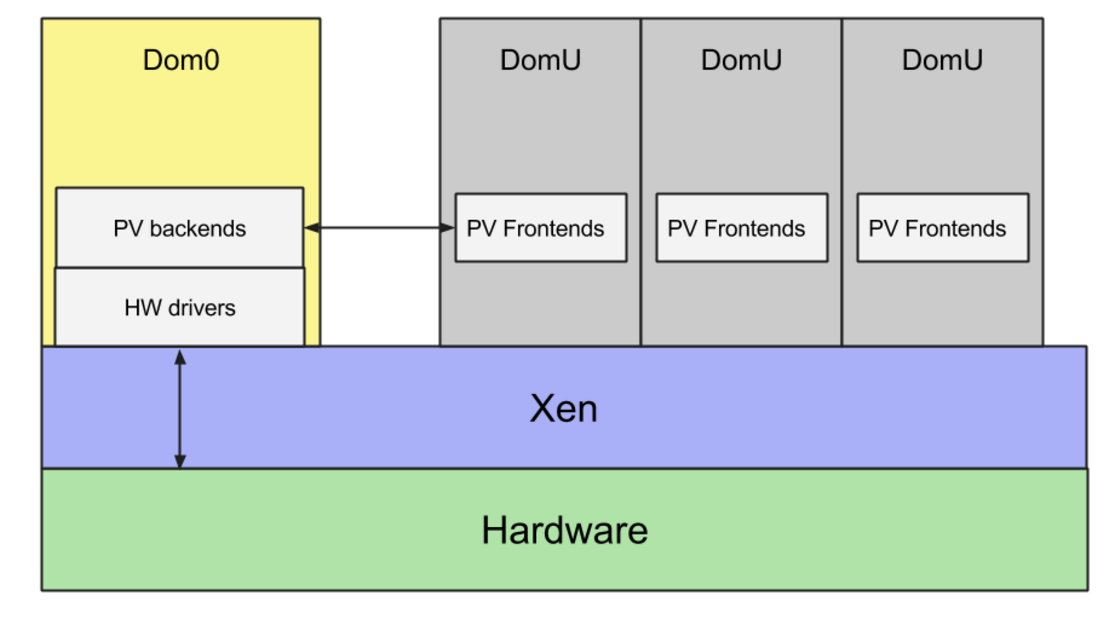 Dom0
DomU
DomU
DomU
PV backends
PV Frontends
PV Frontends
PV Frontends
HW drivers
Xen
Hardware